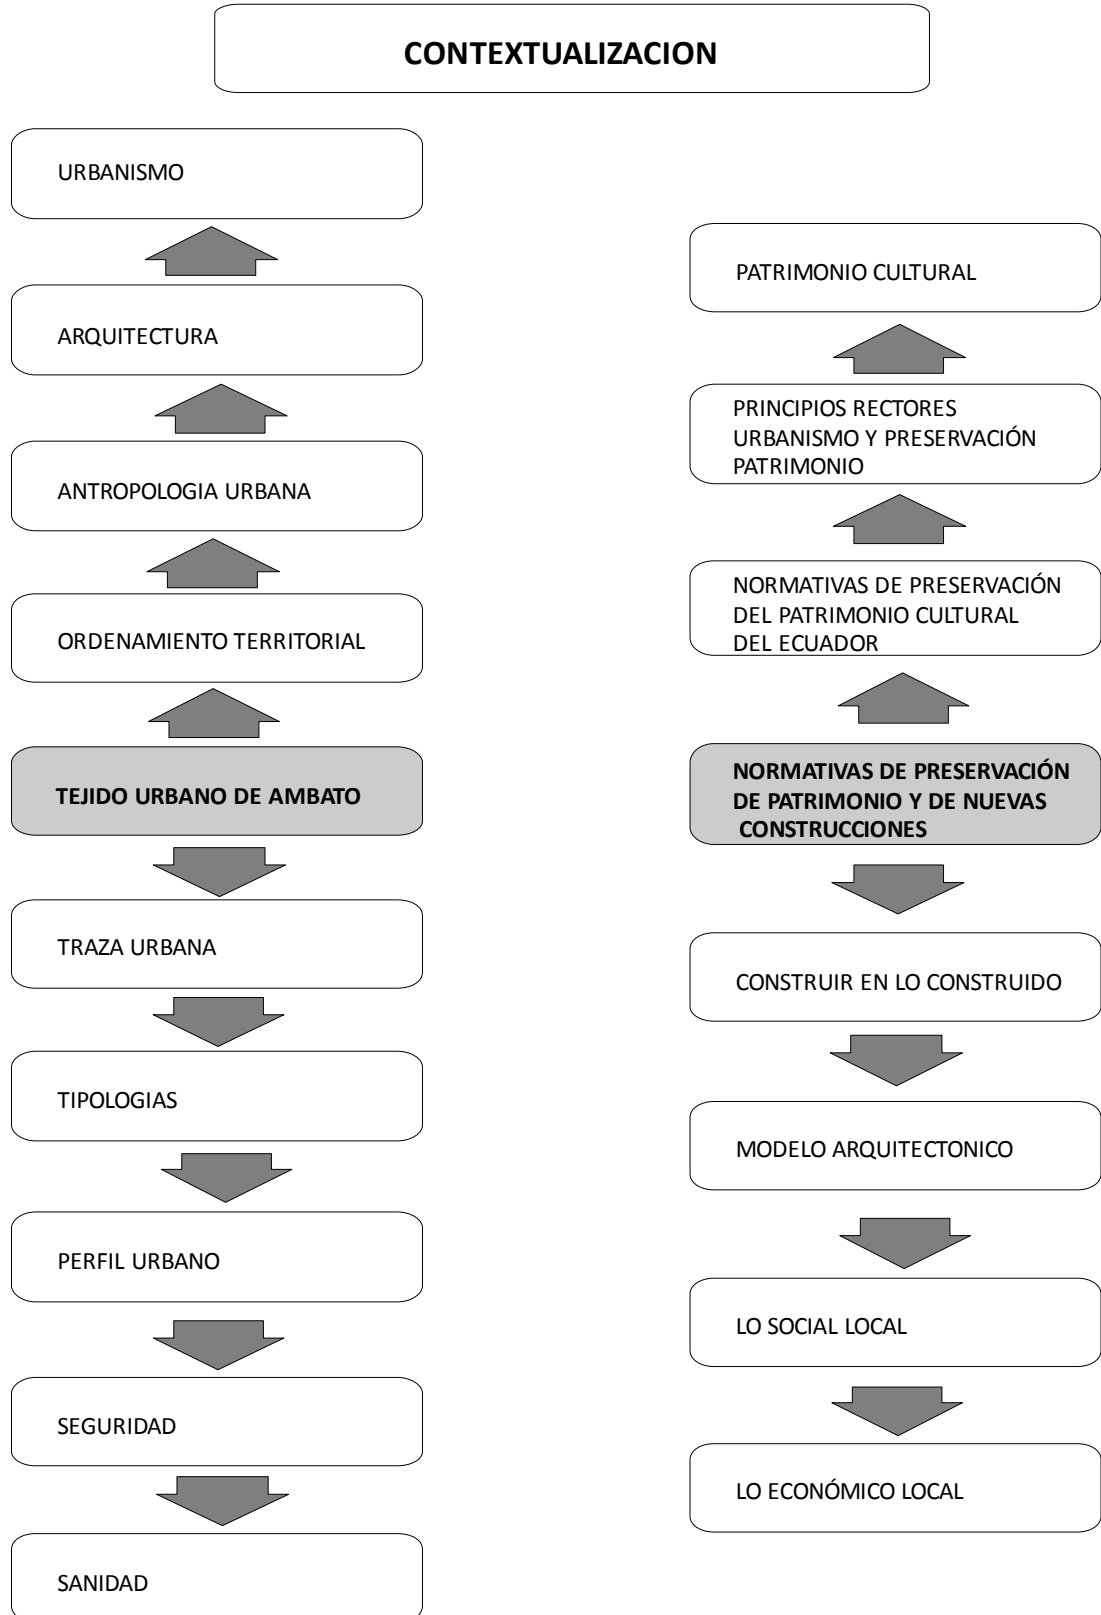 CONTEXTUALIZACION
URBANISMO
ARQUITECTURA
ANTROPOLOGIA URBANA
ORDENAMIENTO TERRITORIAL
TEJIDO URBANO DE AMBATO
TRAZA URBANA
TIPOLOGIAS
PERFIL URBANO
SEGURIDAD
SANIDAD
PATRIMONIO CULTURAL
PRINCIPIOS RECTORES
URBANISMO Y PRESERVACIÓN
PATRIMONIO
NORMATIVAS DE PRESERVACIÓN
DEL PATRIMONIO CULTURAL
DEL ECUADOR
NORMATIVAS DE PRESERVACIÓN
DE PATRIMONIO Y DE NUEVAS
CONSTRUCCIONES
CONSTRUIR EN LO CONSTRUIDO
MODELO ARQUITECTONICO
LO SOCIAL LOCAL
LO ECONÓMICO LOCAL